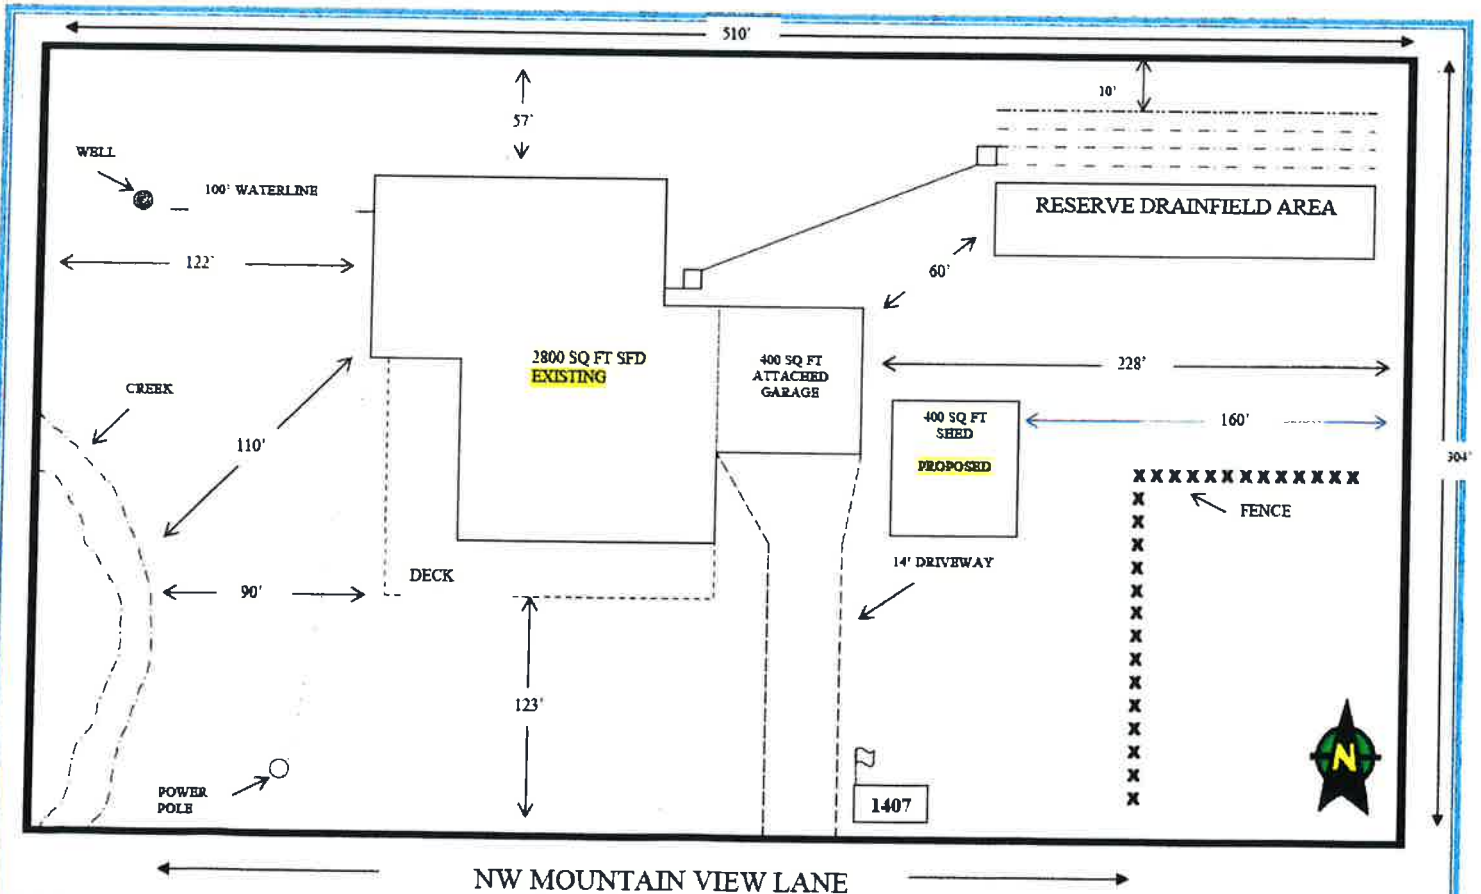 510'
57'
10'
WELL
100' WATERLINE
RESERVE DRAINFIELD AREA
122'
60'
2800 SQ FT SFD
EXISTING
400 SQ FT
ATTACHED
GARAGE
228'
CREEK
110'
400 SQ FT
SHED
PROPOSED
160'
304'
X X X X X X X X X X X X X
FENCE
X
X
X
X
X
X
X
X
X
X
X
X
X
X
14' DRIVEWAY
DECK
90'
123'
N
POWER
POLE
1407
NW MOUNTAIN VIEW LANE